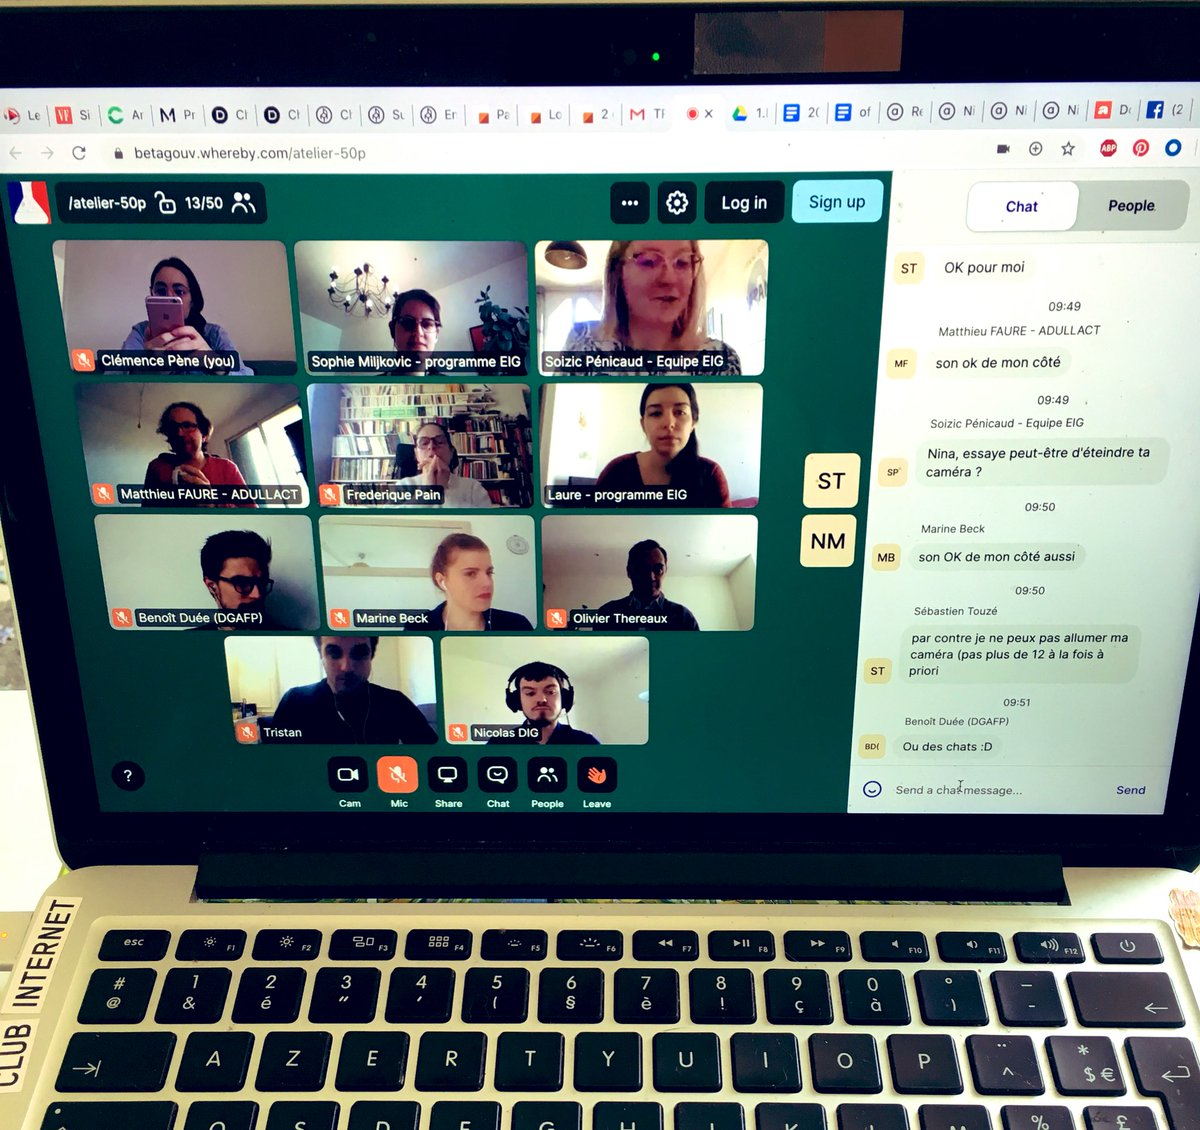 Le
Si
Ar
Pr
Cl
Cl
Cl
Su
Er
Pa
Lo
2
TF
1.
2(
of
Re
Ni
Ni
Ni
D
(2
betagouv.whereby.com/atelier-50p
ABP
/atelier-50p 13/50
Log in
Sign up
Chat
People
Clémence Pène (you)
Sophie Miljkovic - programme EIG
Soizic Pénicaud - Equipe EIG
Matthieu FAURE - ADULLACT
Frederique Pain
Laure - programme EIG
ST
NM
Benoît Duée (DGAFP)
Marine Beck
Olivier Thereaux
Tristan
Nicolas DIG
?
Cam
Mic
Share
Chat
People
Leave
ST
OK pour moi
09:49
Matthieu FAURE - ADULLACT
MF
son ok de mon côté
09:49
Soizic Pénicaud - Equipe EIG
SP
Nina, essaye peut-être d'éteindre ta
caméra ?
09:50
Marine Beck
MB
son OK de mon côté aussi
09:50
Sébastien Touzé
ST
par contre je ne peux pas allumer ma
caméra (pas plus de 12 à la fois à
priori
09:51
Benoît Duée (DGAFP)
BD(
Ou des chats :D
Send a chat message...
Send
CLUB INTERNET
esc F1 F2 F3 F4 F5 F6 F7 F8 F9 F10 F11 F12
# 1 2 3 4 5 6 7 8 9 0 ° _
@ & é " ' ( § è ! ç à ) -
A Z E R T Y U I O P ¨ *
^ $ €
Q S D F G H J K L M % £